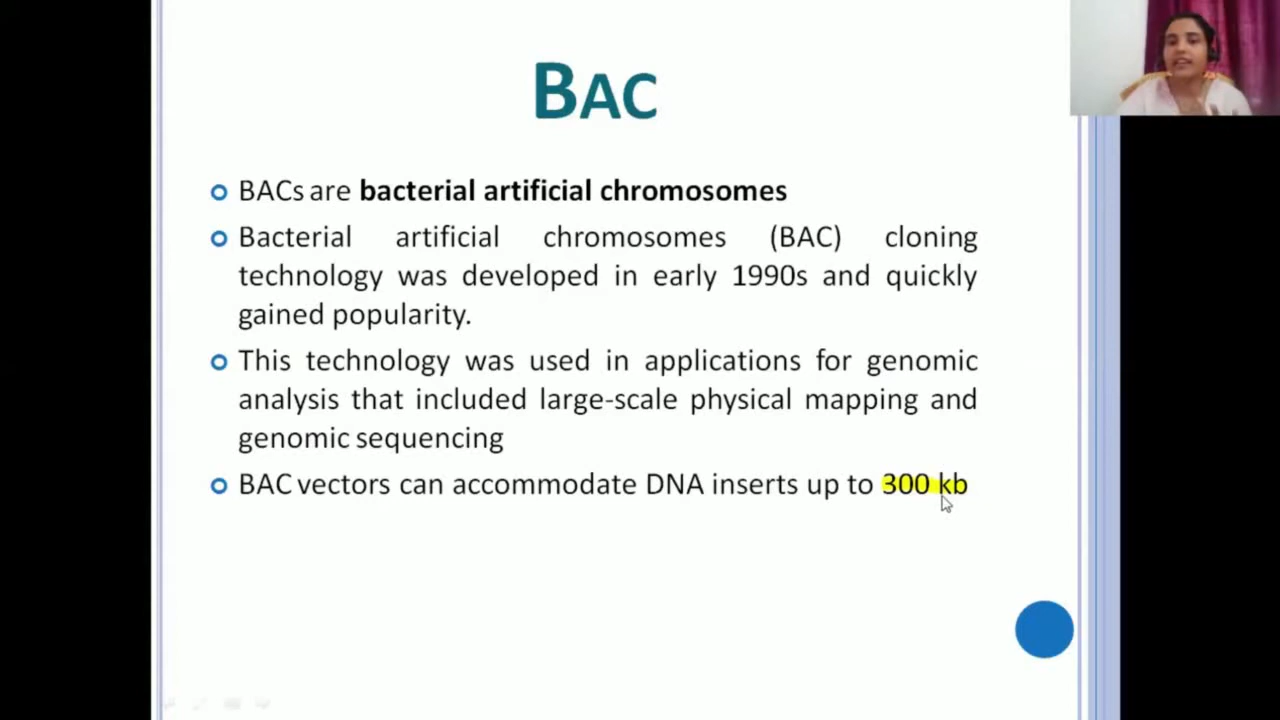 BAC
BACs are bacterial artificial chromosomes
Bacterial artificial chromosomes (BAC) cloning
technology was developed in early 1990s and quickly
gained popularity.
This technology was used in applications for genomic
analysis that included large-scale physical mapping and
genomic sequencing
BAC vectors can accommodate DNA inserts up to 300 kb